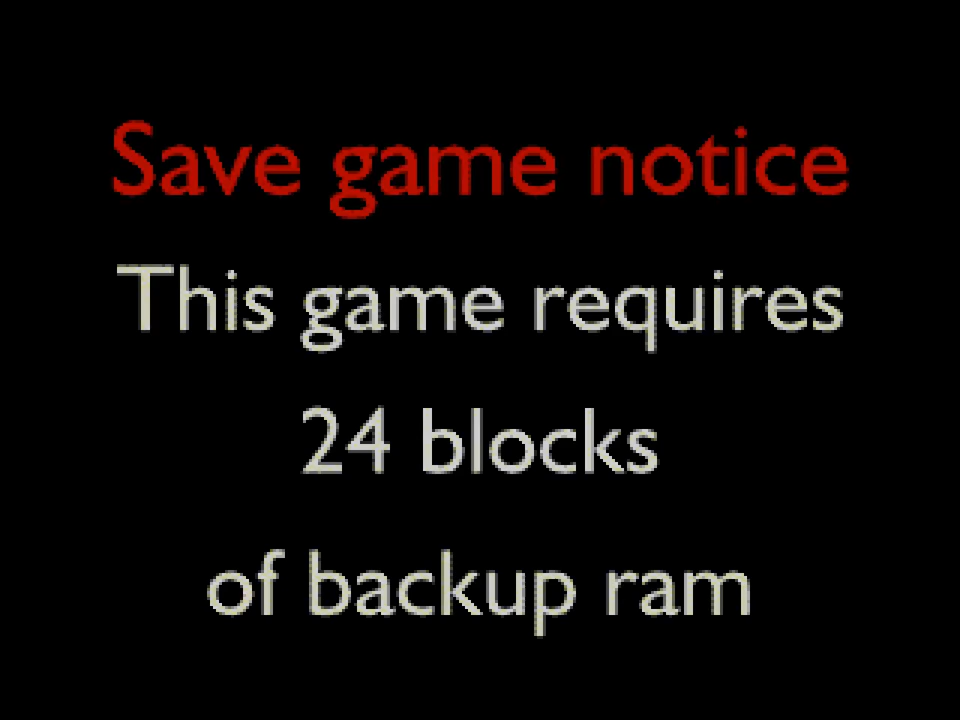 Save game notice
This game requires
24 blocks
of backup ram